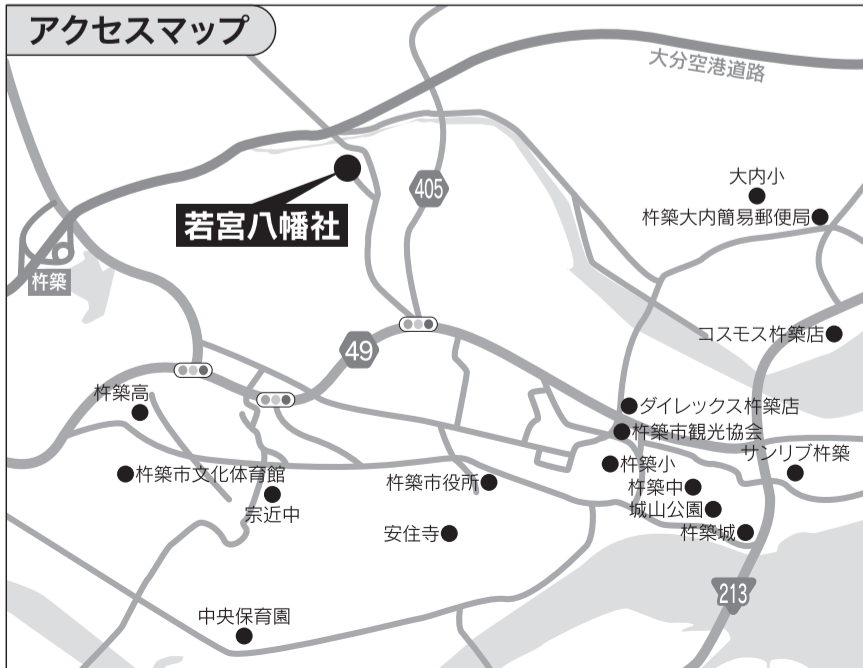 アクセスマップ
大分空港道路
405
大内小
杵築大内簡易郵便局
若宮八幡社
杵築
49
コスモス杵築店
杵築高
ダイレックス杵築店
杵築市観光協会
サンリブ杵築
杵築市文化体育館
杵築市役所
杵築小
杵築中
宗近中
城山公園
安住寺
杵築城
213
中央保育園